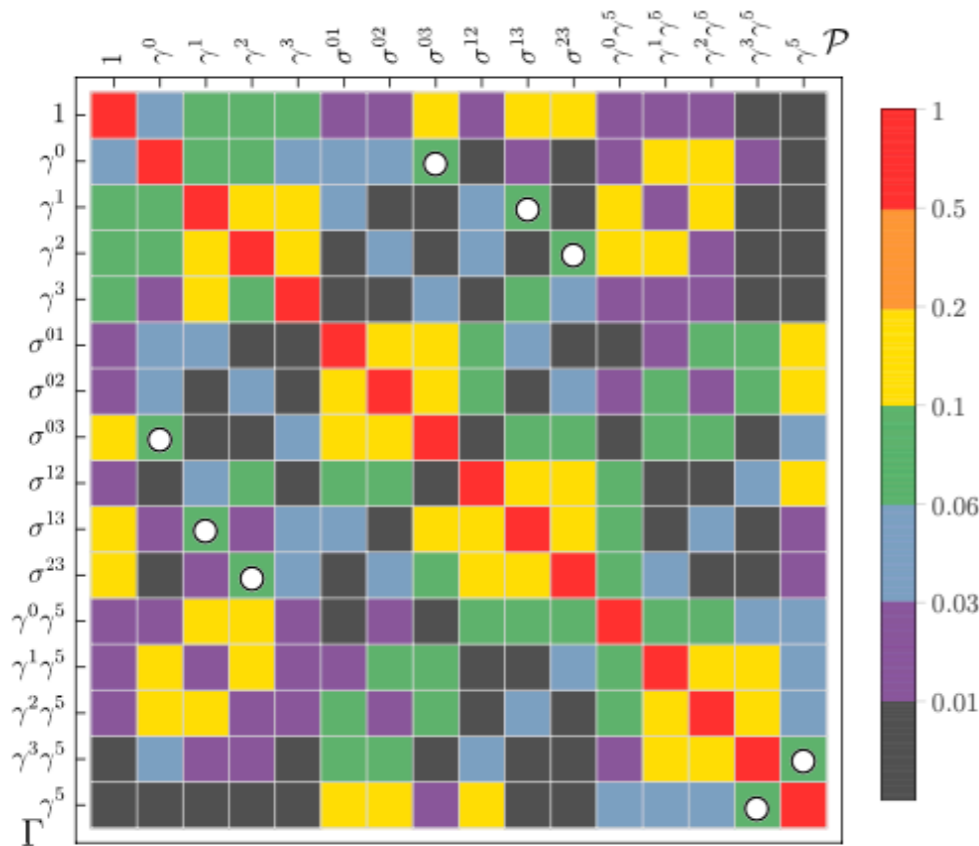 1 γ⁰ γ¹ γ² γ³ σ⁰¹ σ⁰² σ⁰³ σ¹² σ¹³ σ²³ γ⁰γ⁵ γ¹γ⁵ γ²γ⁵ γ³γ⁵ γ⁵ 𝒫
1
γ⁰
γ¹
γ²
γ³
σ⁰¹
σ⁰²
σ⁰³
σ¹²
σ¹³
σ²³
γ⁰γ⁵
γ¹γ⁵
γ²γ⁵
γ³γ⁵
γ⁵
Γ
1
0.5
0.2
0.1
0.06
0.03
0.01